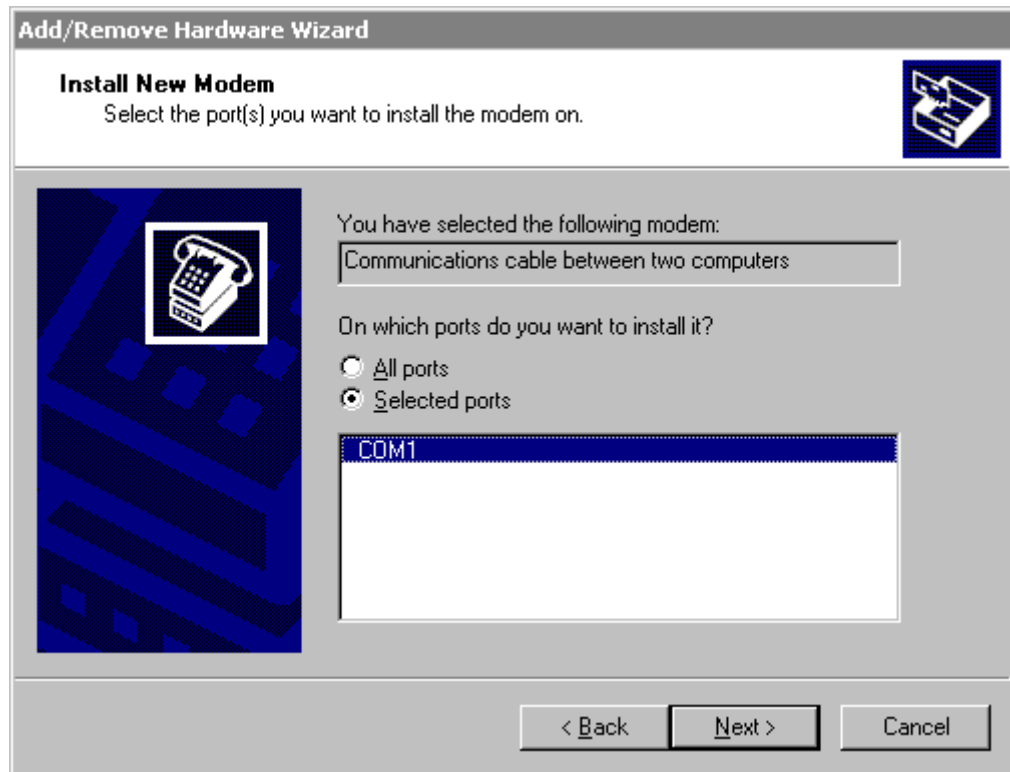 Add/Remove Hardware Wizard
Install New Modem
Select the port(s) you want to install the modem on.
You have selected the following modem:
Communications cable between two computers
On which ports do you want to install it?
All ports
Selected ports
COM1
< Back Next > Cancel